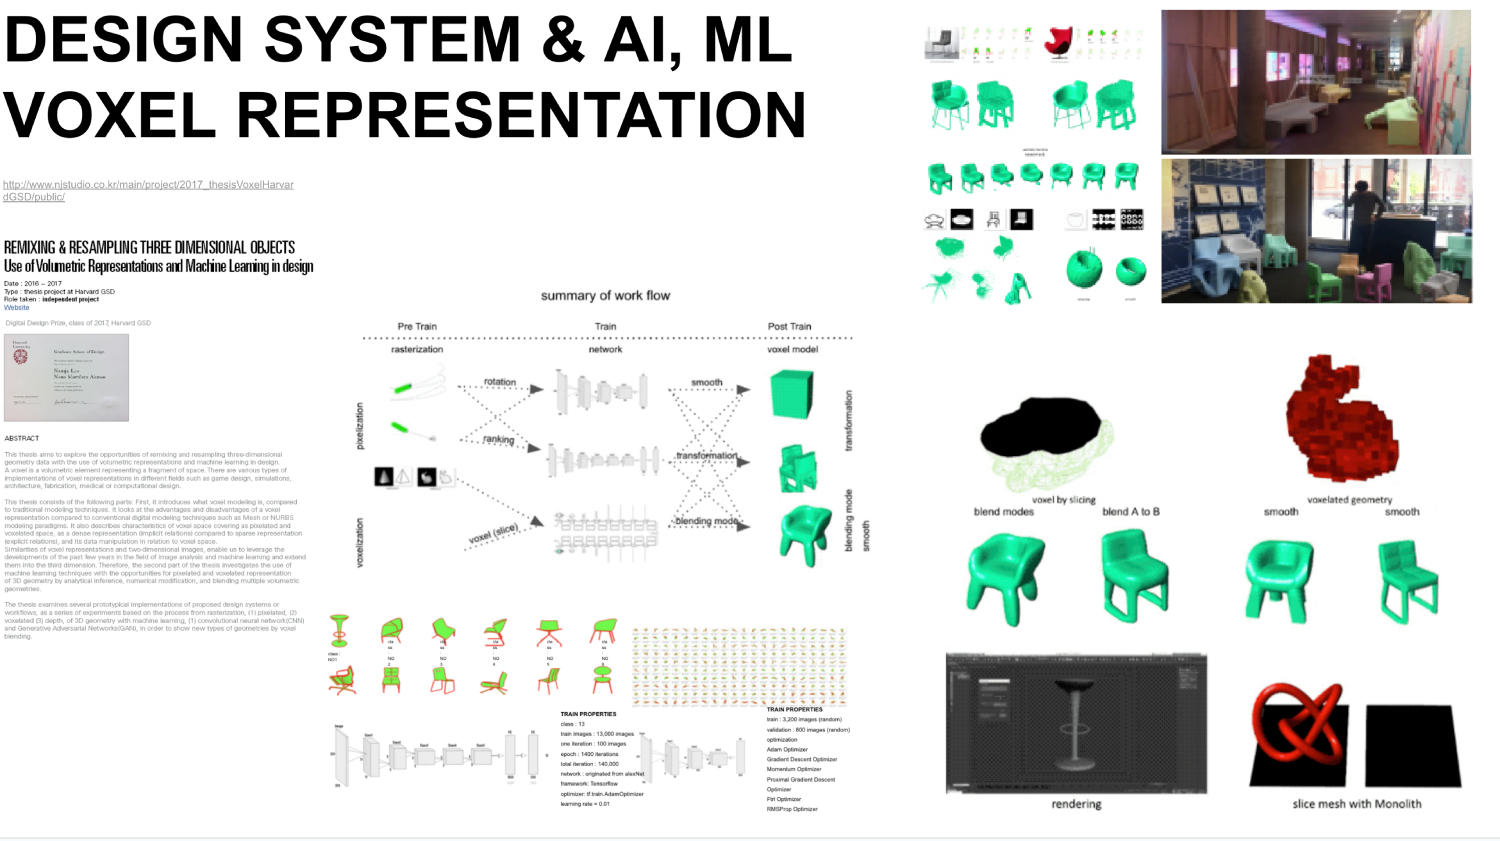 DESIGN SYSTEM & AI, ML
VOXEL REPRESENTATION
http://www.njstudio.co.kr/main/project/2017_thesisVoxelHarvar
dGSD/public/
REMIXING & RESAMPLING THREE DIMENSIONAL OBJECTS
Use of Volumetric Representations and Machine Learning in design
Date : 2016 – 2017
Type : thesis project at Harvard GSD
Role taken : independent project
Website
Digital Design Prize, class of 2017, Harvard GSD
Graduate School of Design
ABSTRACT
This thesis aims to explore the opportunities of remixing and resampling three-dimensional
geometry data with the use of volumetric representations and machine learning in design.
A voxel is a volumetric element representing a fragment of space. There are various types of
implementations of voxel representations in different fields such as game design, simulations,
architecture, fabrication, medical or computational design.
This thesis consists of the following parts: First, it introduces what voxel modeling is, compared
to traditional modeling techniques. It looks at the advantages and disadvantages of a voxel
representation compared to conventional digital modeling techniques such as Mesh or NURBS
modeling paradigms. It also describes characteristics of voxel space covering as pixelated and
voxelated space, as a dense representation (implicit relations) compared to sparse representation
(explicit relations), and its data manipulation in relation to voxel space.
Similarities of voxel representations and two-dimensional images, enable us to leverage the
developments of the past few years in the field of image analysis and machine learning and extend
them into the third dimension. Therefore, the second part of the thesis investigates the use of
machine learning techniques with the opportunities for pixelated and voxelated representation
of 3D geometry by analytical inference, numerical modification, and blending multiple volumetric
geometries.
The thesis examines several prototypical implementations of proposed design systems or
workflows, as a series of experiments based on the process from rasterization, (1) pixelated, (2)
voxelated (3) depth, of 3D geometry with machine learning, (1) convolutional neural network(CNN)
and Generative Adversarial Networks(GAN), in order to show new types of geometries by voxel
blending.
summary of work flow
Pre Train
Train
Post Train
rasterization
network
voxel model
pixelization
voxelization
rotation
ranking
voxel (slice)
smooth
transformation
blending mode
transformation
blending mode
smooth
class :
NO1
TRAIN PROPERTIES
class : 13
train images : 13,000 images
one iteration : 100 images
epoch : 1400 iterations
total iteration : 140,000
network : originated from alexNet
framework: Tensorflow
optimizer: tf.train.AdamOptimizer
learning rate = 0.01
TRAIN PROPERTIES
train : 3,200 images (random)
validation : 800 images (random)
optimization
Adam Optimizer
Gradient Descent Optimizer
Momentum Optimizer
Proximal Gradient Descent
Optimizer
Ftrl Optimizer
RMSProp Optimizer
voxel by slicing
voxelated geometry
blend modes
blend A to B
smooth
smooth
rendering
slice mesh with Monolith